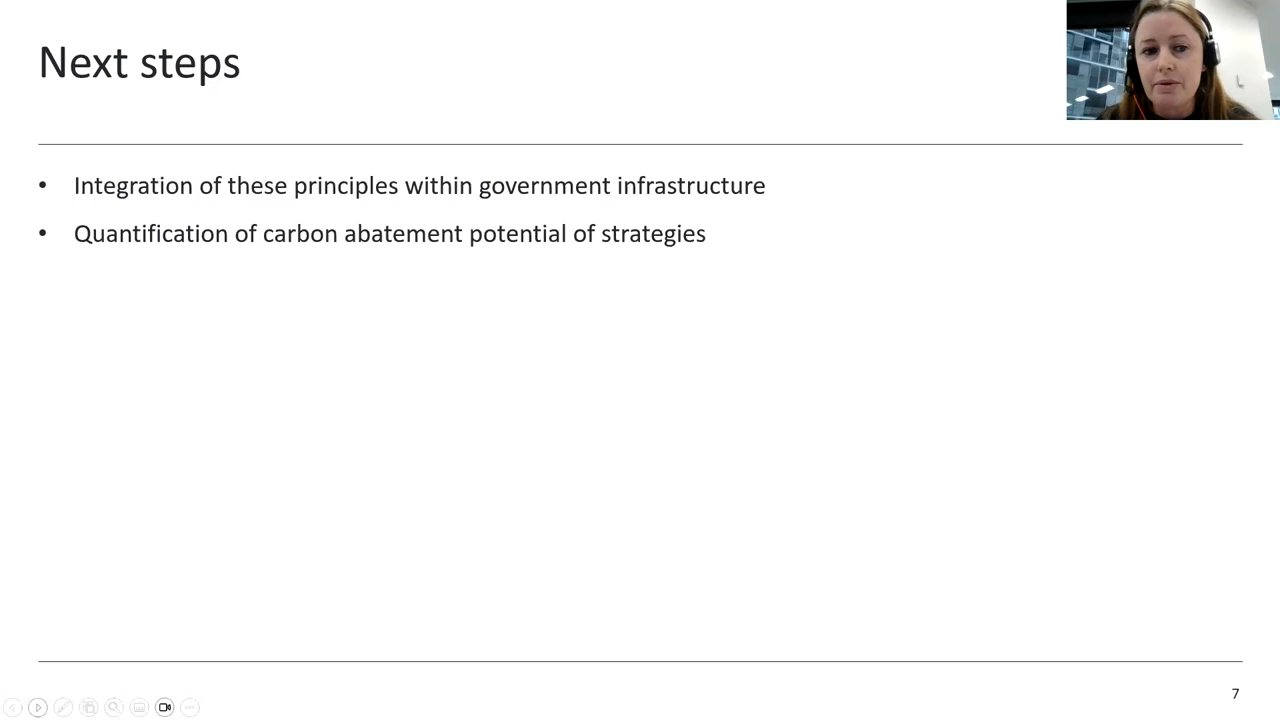 Next steps
• Integration of these principles within government infrastructure
• Quantification of carbon abatement potential of strategies
7